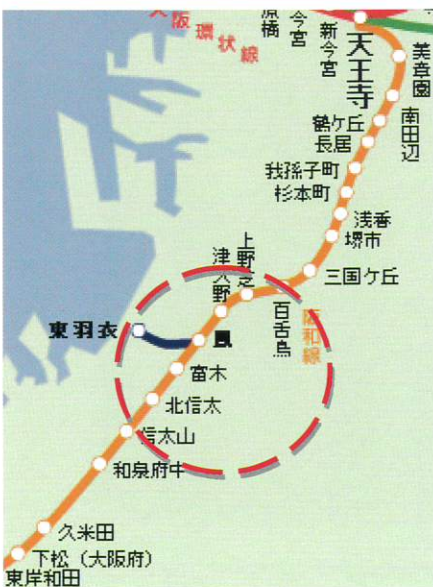 大阪環状線
原橋
今宮
新今宮
天王寺
美章園
南田辺
鶴ケ丘
長居
我孫子町
杉本町
浅香
堺市
三国ケ丘
百舌鳥
阪和線
上野芝
津久野
鳳
東羽衣
富木
北信太
信太山
和泉府中
久米田
下松（大阪府）
東岸和田